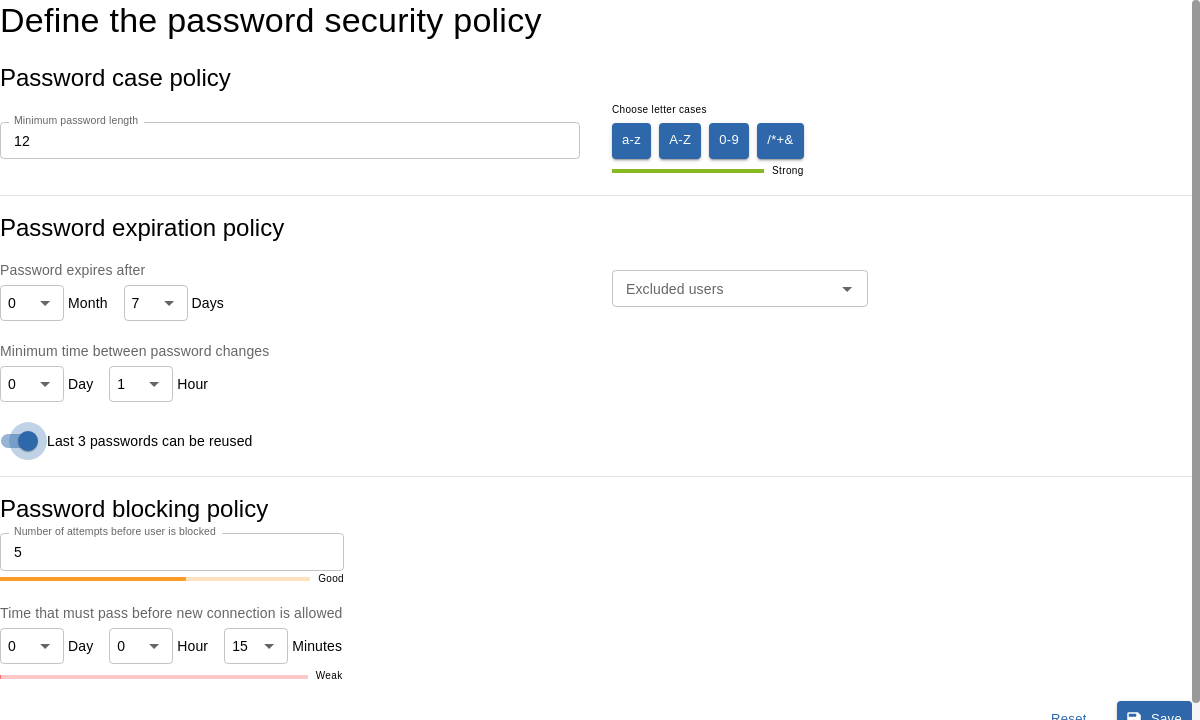 Define the password security policy
Password case policy
Minimum password length
12
Choose letter cases
a-z A-Z 0-9 /*+&
Strong
Password expiration policy
Password expires after
0 Month 7 Days
Excluded users
Minimum time between password changes
0 Day 1 Hour
Last 3 passwords can be reused
Password blocking policy
Number of attempts before user is blocked
5
Good
Time that must pass before new connection is allowed
0 Day 0 Hour 15 Minutes
Weak
Reset Save